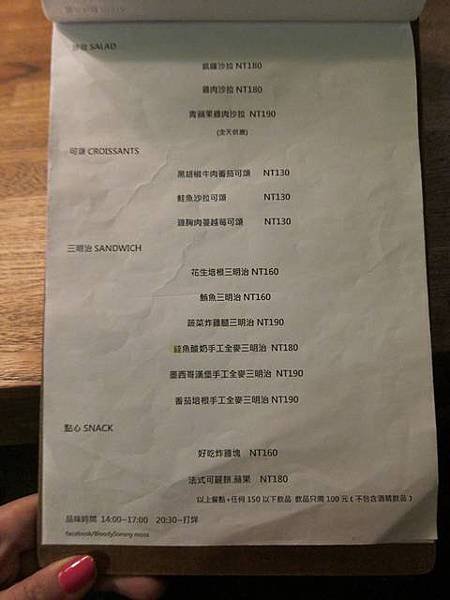 沙拉 SALAD
凱薩沙拉 NT180
雞肉沙拉 NT180
青蘋果雞肉沙拉 NT190
(全天供應)
可頌 CROISSANTS
黑胡椒牛肉番茄可頌 NT130
鮭魚沙拉可頌 NT130
雞胸肉蔓越莓可頌 NT130
三明治 SANDWICH
花生培根三明治 NT160
鮪魚三明治 NT160
蔬菜炸雞腿三明治 NT190
鮭魚酸奶手工全麥三明治 NT180
墨西哥漢堡手工全麥三明治 NT190
番茄培根手工全麥三明治 NT190
點心 SNACK
好吃炸雞塊 NT160
法式可麗餅.蘋果 NT180
以上餐點+任何 150 以下飲品 飲品只需 100 元 ( 不包含酒精飲品 )
品味時間 14:00~17:00 20:30~打烊